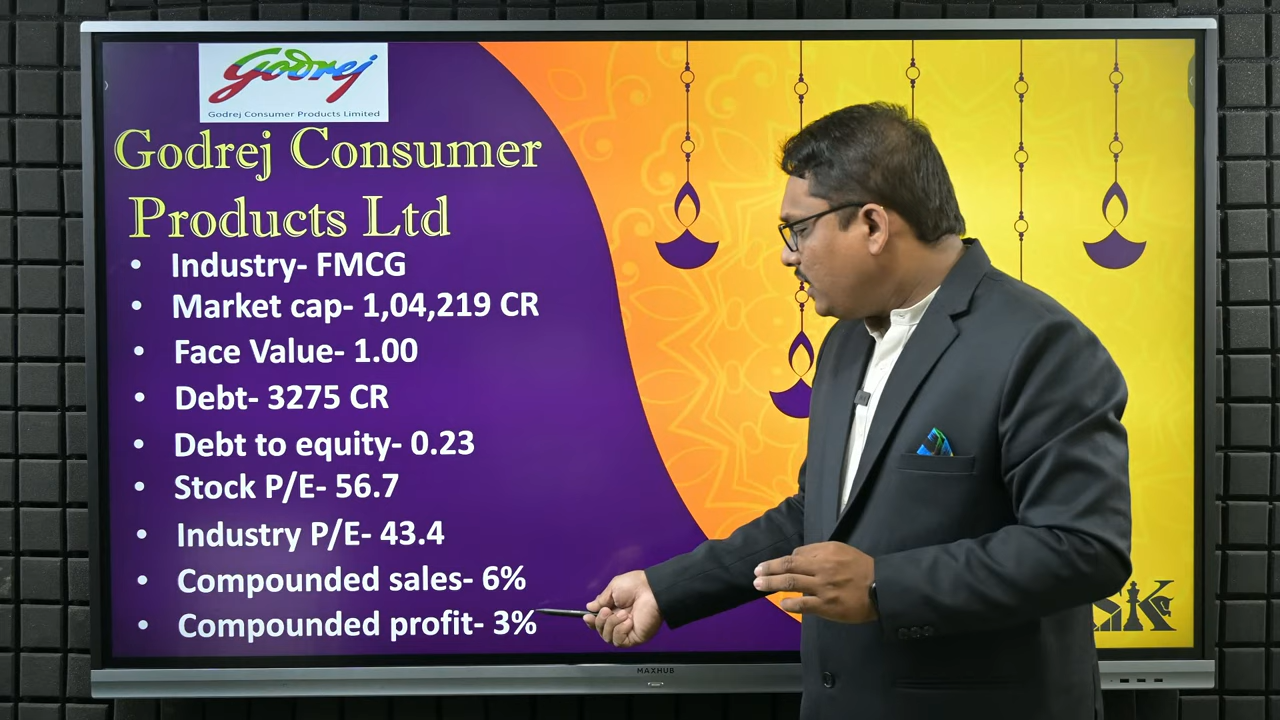 Godrej
Godrej Consumer Products Limited
Godrej Consumer
Products Ltd
• Industry- FMCG
• Market cap- 1,04,219 CR
• Face Value- 1.00
• Debt- 3275 CR
• Debt to equity- 0.23
• Stock P/E- 56.7
• Industry P/E- 43.4
• Compounded sales- 6%
• Compounded profit- 3%
MAXHUB